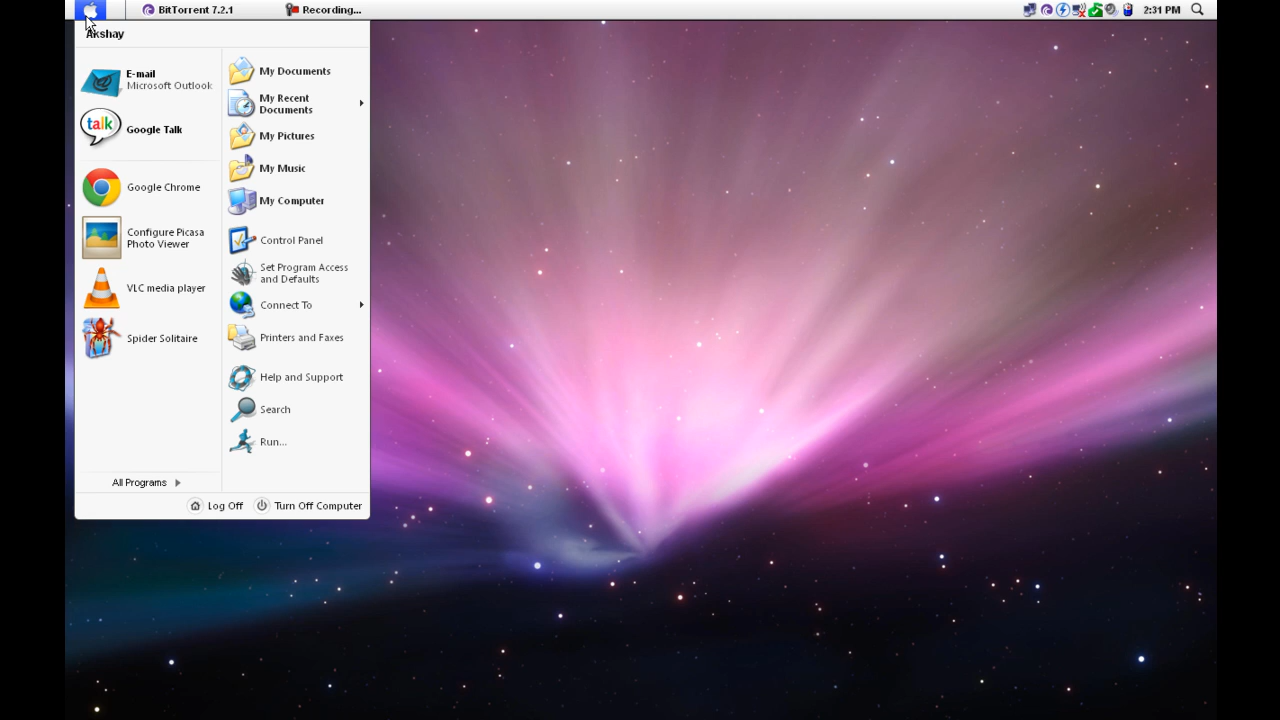 BitTorrent 7.2.1
Recording...
2:31 PM
Akshay
E-mail
Microsoft Outlook
talk
Google Talk
Google Chrome
Configure Picasa
Photo Viewer
VLC media player
Spider Solitaire
All Programs
My Documents
My Recent
Documents
My Pictures
My Music
My Computer
Control Panel
Set Program Access
and Defaults
Connect To
Printers and Faxes
Help and Support
Search
Run...
Log Off
Turn Off Computer